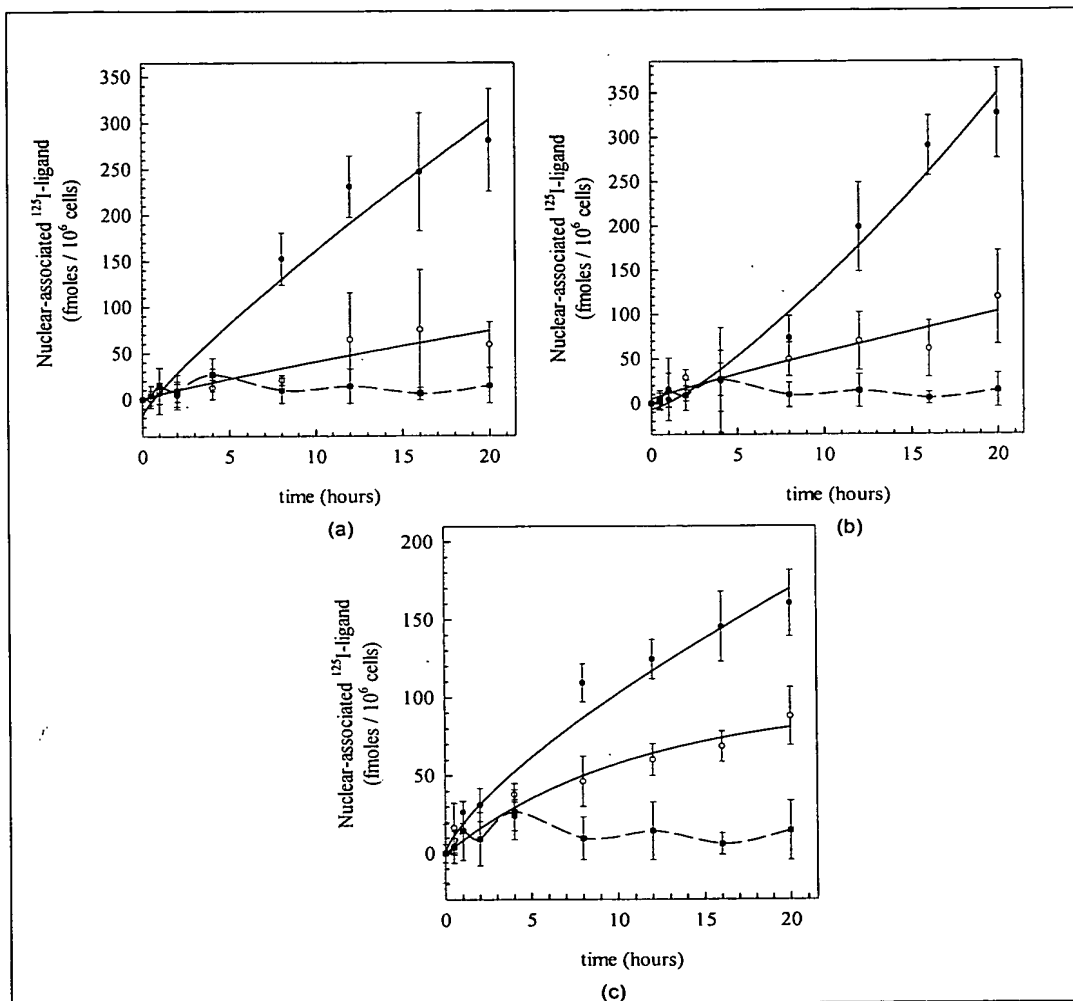 350
300
250
200
150
100
50
0
Nuclear-associated ¹²⁵I-ligand
(fmoles / 10⁶ cells)
0 5 10 15 20
time (hours)
(a)
350
300
250
200
150
100
50
0
Nuclear-associated ¹²⁵I-ligand
(fmoles / 10⁶ cells)
0 5 10 15 20
time (hours)
(b)
200
150
100
50
0
Nuclear-associated ¹²⁵I-ligand
(fmoles / 10⁶ cells)
0 5 10 15 20
time (hours)
(c)